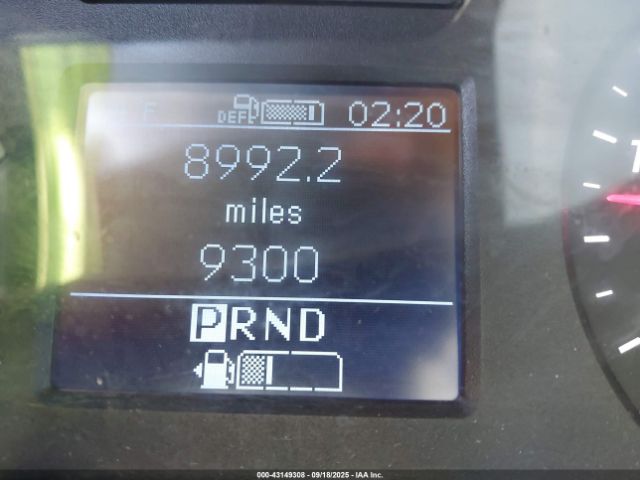 F DEF 02:20
8992.2
miles
9300
PRND
000-43149308 | 09/18/2025 | IAA Inc.